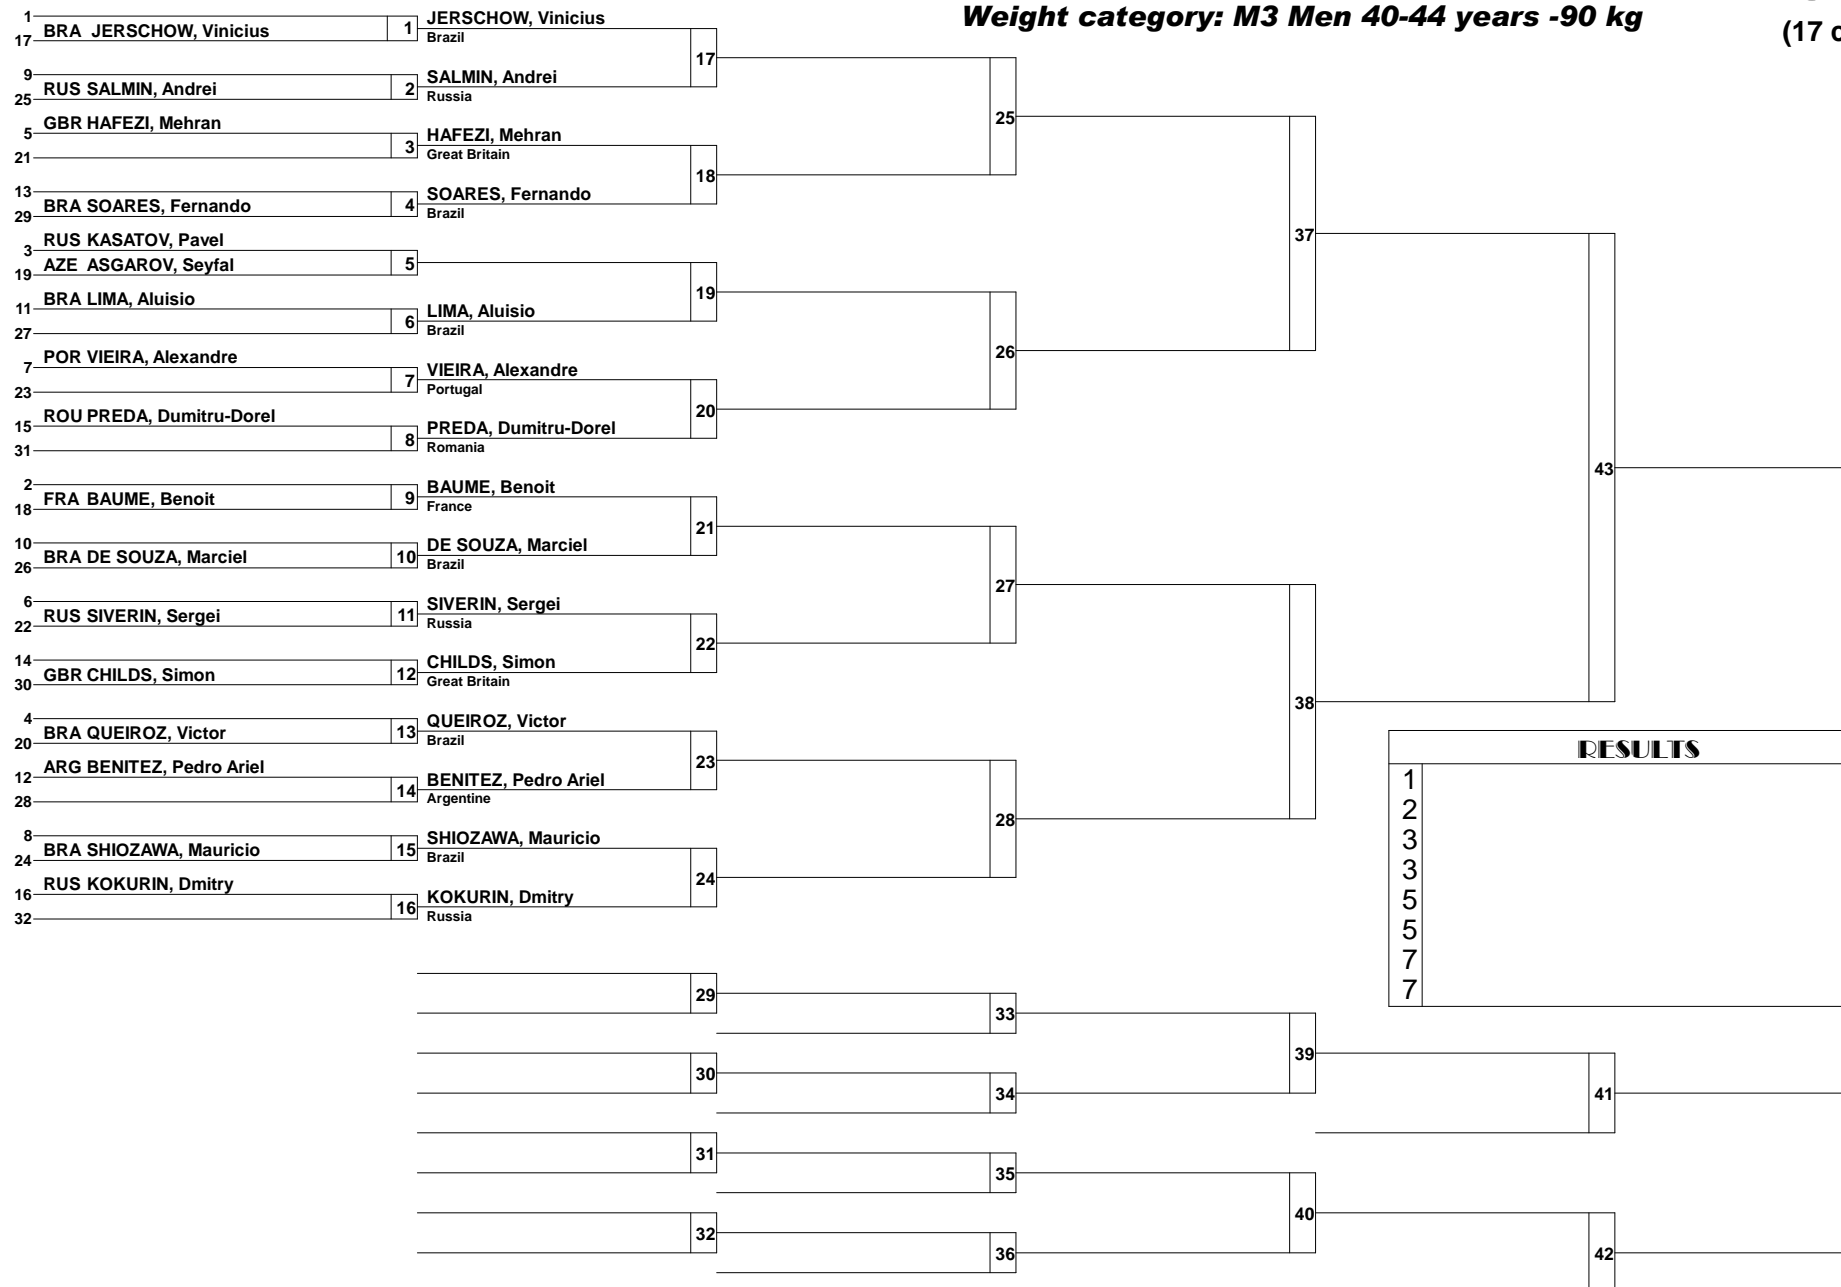 Weight category: M3 Men 40-44 years -90 kg
(17 c
1
BRA JERSCHOW, Vinicius
17
1
JERSCHOW, Vinicius
Brazil
17
9
RUS SALMIN, Andrei
25
2
SALMIN, Andrei
Russia
25
GBR HAFEZI, Mehran
5
21
3
HAFEZI, Mehran
Great Britain
18
13
BRA SOARES, Fernando
29
4
SOARES, Fernando
Brazil
37
RUS KASATOV, Pavel
3
AZE ASGAROV, Seyfal
19
5
19
BRA LIMA, Aluisio
11
27
6
LIMA, Aluisio
Brazil
26
POR VIEIRA, Alexandre
7
23
7
VIEIRA, Alexandre
Portugal
20
ROU PREDA, Dumitru-Dorel
15
31
8
PREDA, Dumitru-Dorel
Romania
43
2
FRA BAUME, Benoit
18
9
BAUME, Benoit
France
21
10
BRA DE SOUZA, Marciel
26
10
DE SOUZA, Marciel
Brazil
27
6
RUS SIVERIN, Sergei
22
11
SIVERIN, Sergei
Russia
22
14
GBR CHILDS, Simon
30
12
CHILDS, Simon
Great Britain
38
4
BRA QUEIROZ, Victor
20
13
QUEIROZ, Victor
Brazil
23
ARG BENITEZ, Pedro Ariel
12
28
14
BENITEZ, Pedro Ariel
Argentine
28
8
BRA SHIOZAWA, Mauricio
24
15
SHIOZAWA, Mauricio
Brazil
24
RUS KOKURIN, Dmitry
16
32
16
KOKURIN, Dmitry
Russia
RESULTS
1
2
3
3
5
5
7
7
29
33
39
30
34
41
31
35
40
32
36
42